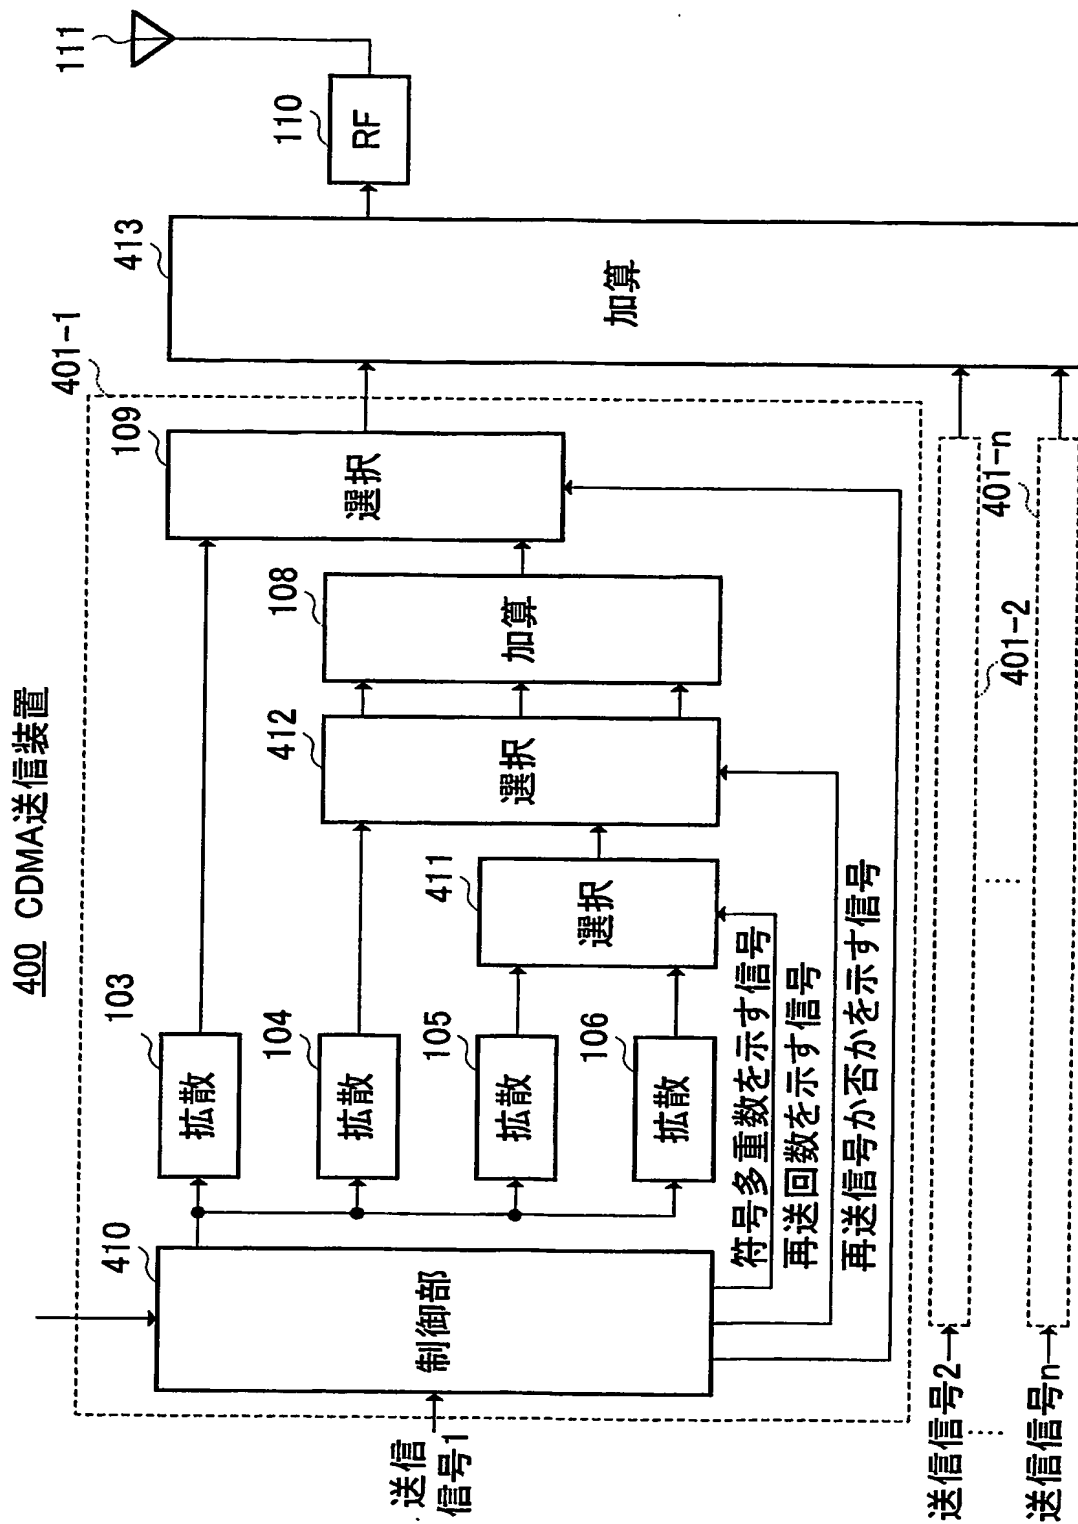 400 CDMA送信装置
111
110
RF
413
加算
401-1
109
選択
108
加算
412
選択
411
選択
103
拡散
104
拡散
105
拡散
106
拡散
410
制御部
符号多重数を示す信号
再送回数を示す信号
再送信号か否かを示す信号
送信
信号1
送信信号2
送信信号n
401-2
401-n